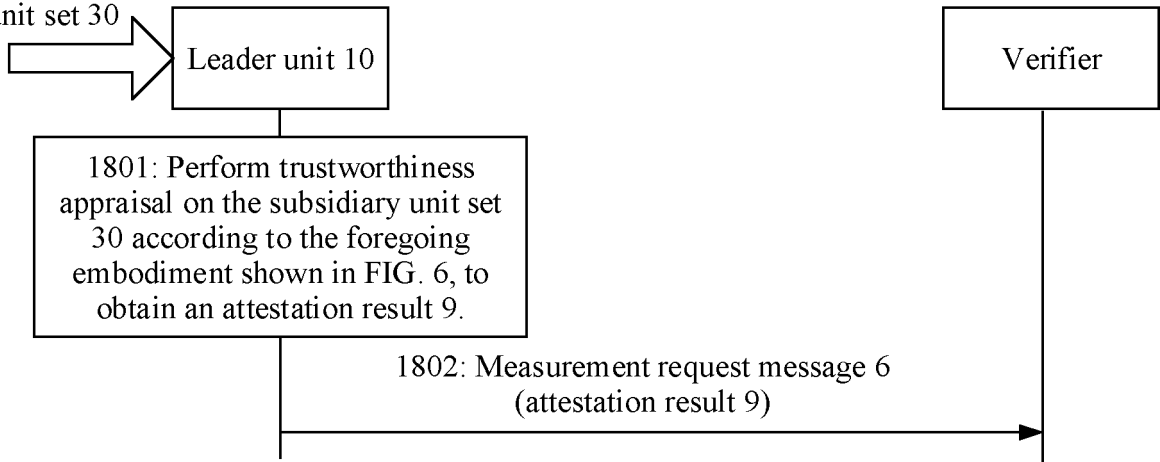 unit set 30
Leader unit 10
Verifier
1801: Perform trustworthiness
appraisal on the subsidiary unit set
30 according to the foregoing
embodiment shown in FIG. 6, to
obtain an attestation result 9.
1802: Measurement request message 6
(attestation result 9)